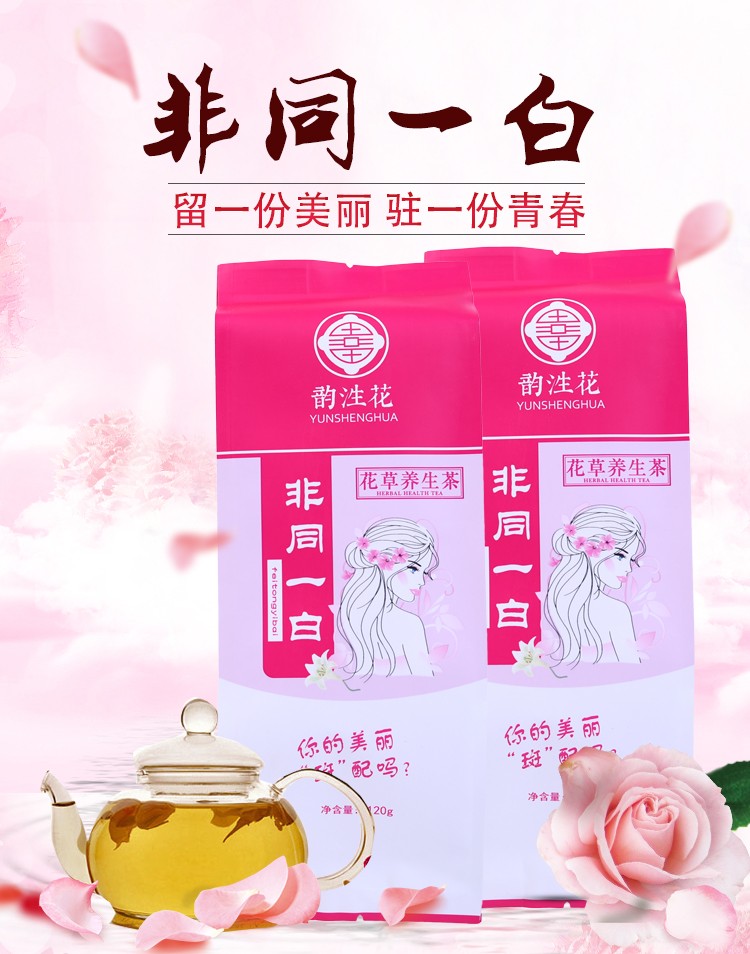 非同一白
留一份美丽 驻一份青春
韵泩花
YUNSHENGHUA
花草养生茶
HERBAL HEALTH TEA
非同一白
feitongyibai
你的美丽
“斑”配吗?
净含量:120g
韵泩花
YUNSHENGHUA
花草养生茶
HERBAL HEALTH TEA
非同一白
你的美丽
“斑”配吗?
净含量